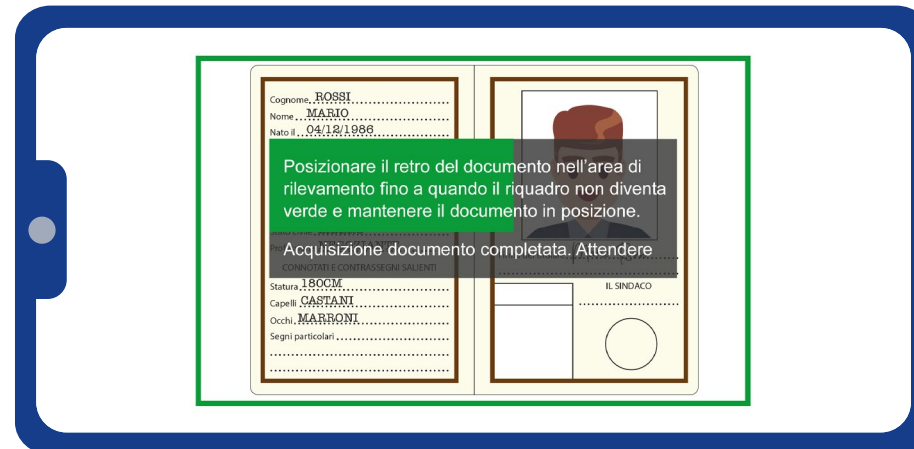 Cognome ROSSI
Nome MARIO
Nato il 04/12/1986
Posizionare il retro del documento nell'area di
rilevamento fino a quando il riquadro non diventa
verde e mantenere il documento in posizione.
Acquisizione documento completata. Attendere
CONNOTATI E CONTRASSEGNI SALIENTI
Statura 180CM
Capelli CASTANI
Occhi MARRONI
Segni particolari
IL SINDACO